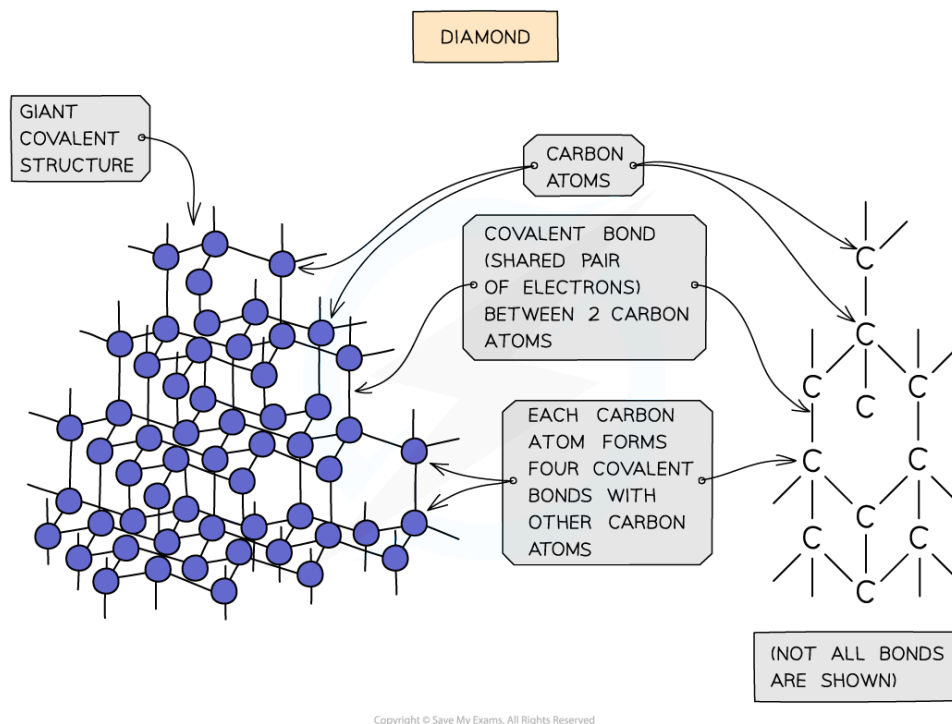 DIAMOND
GIANT
COVALENT
STRUCTURE
CARBON
ATOMS
COVALENT BOND
(SHARED PAIR
OF ELECTRONS)
BETWEEN 2 CARBON
ATOMS
EACH CARBON
ATOM FORMS
FOUR COVALENT
BONDS WITH
OTHER CARBON
ATOMS
C
C
C
C
C
C
C
C
C
C
C
(NOT ALL BONDS
ARE SHOWN)
Copyright © Save My Exams. All Rights Reserved